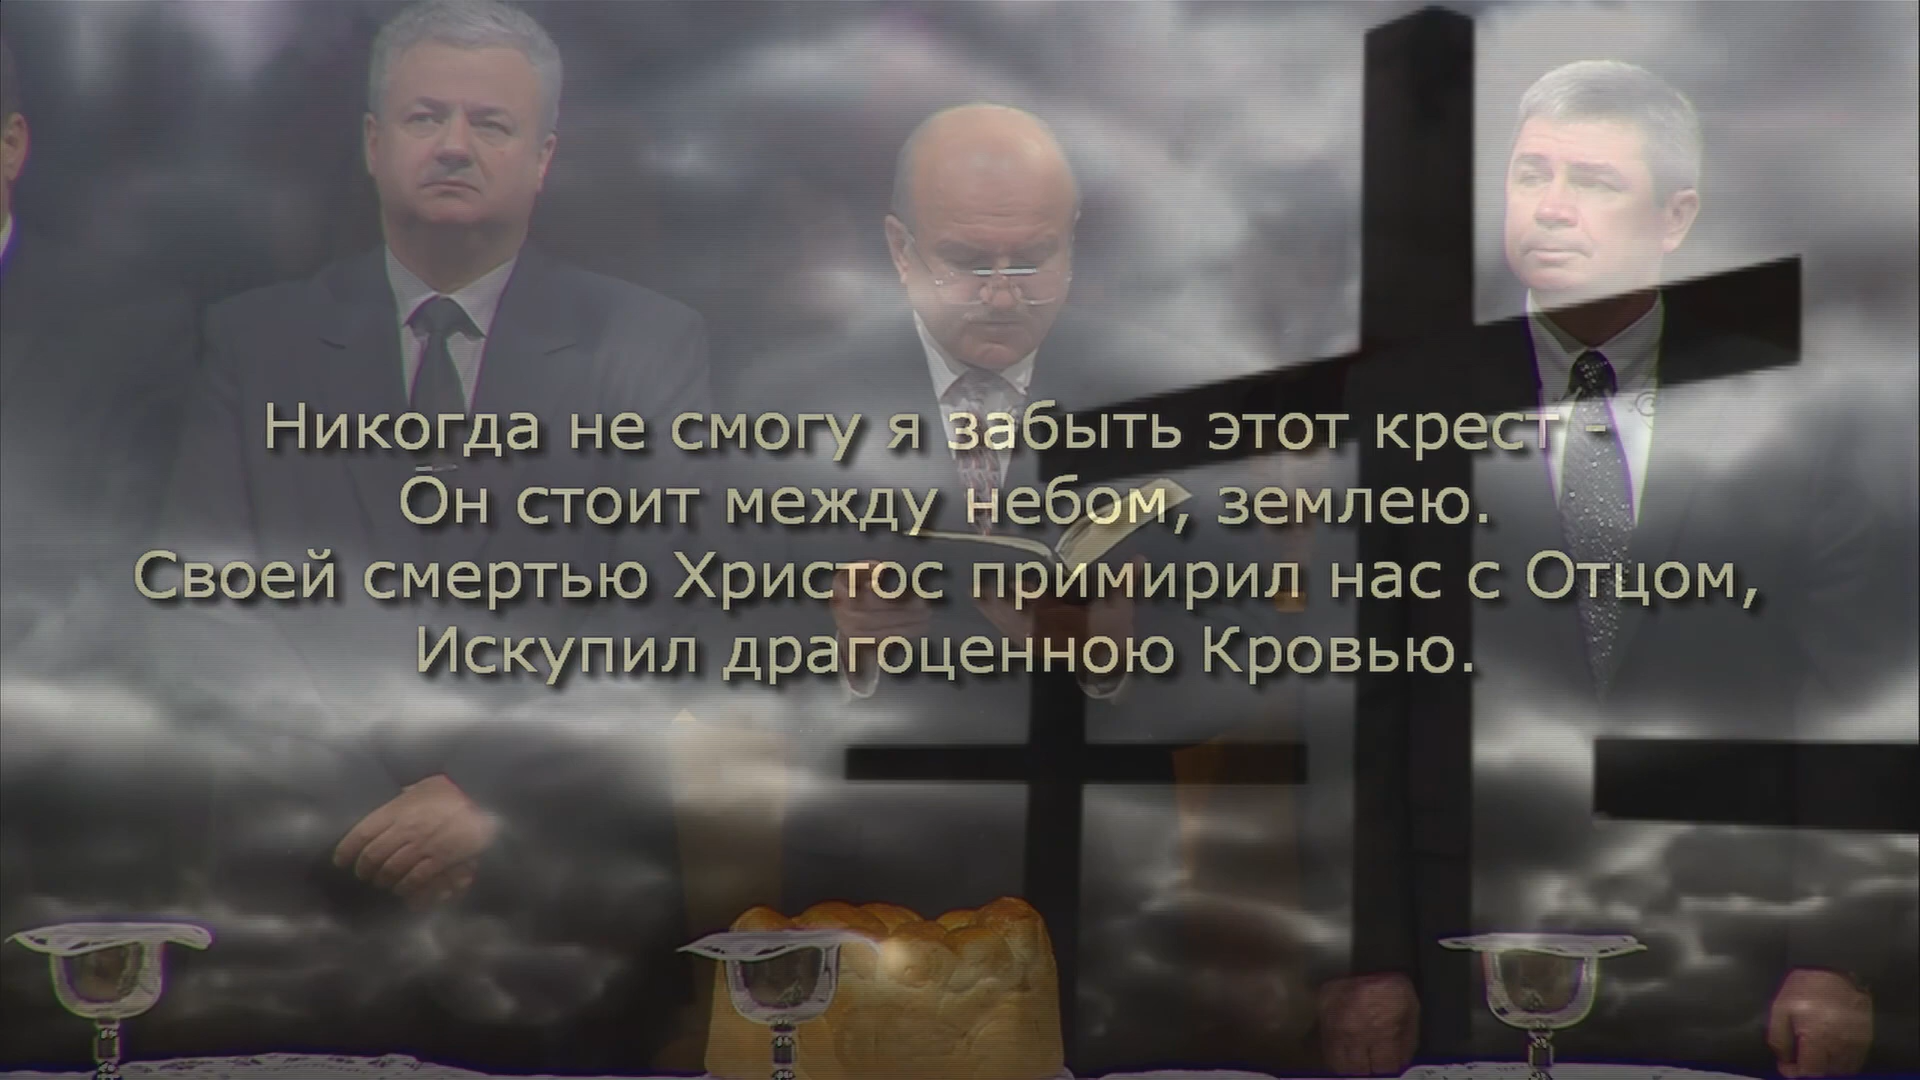 Никогда не смогу я забыть этот крест -
Он стоит между небом, землею.
Своей смертью Христос примирил нас с Отцом,
Искупил драгоценною Кровью.